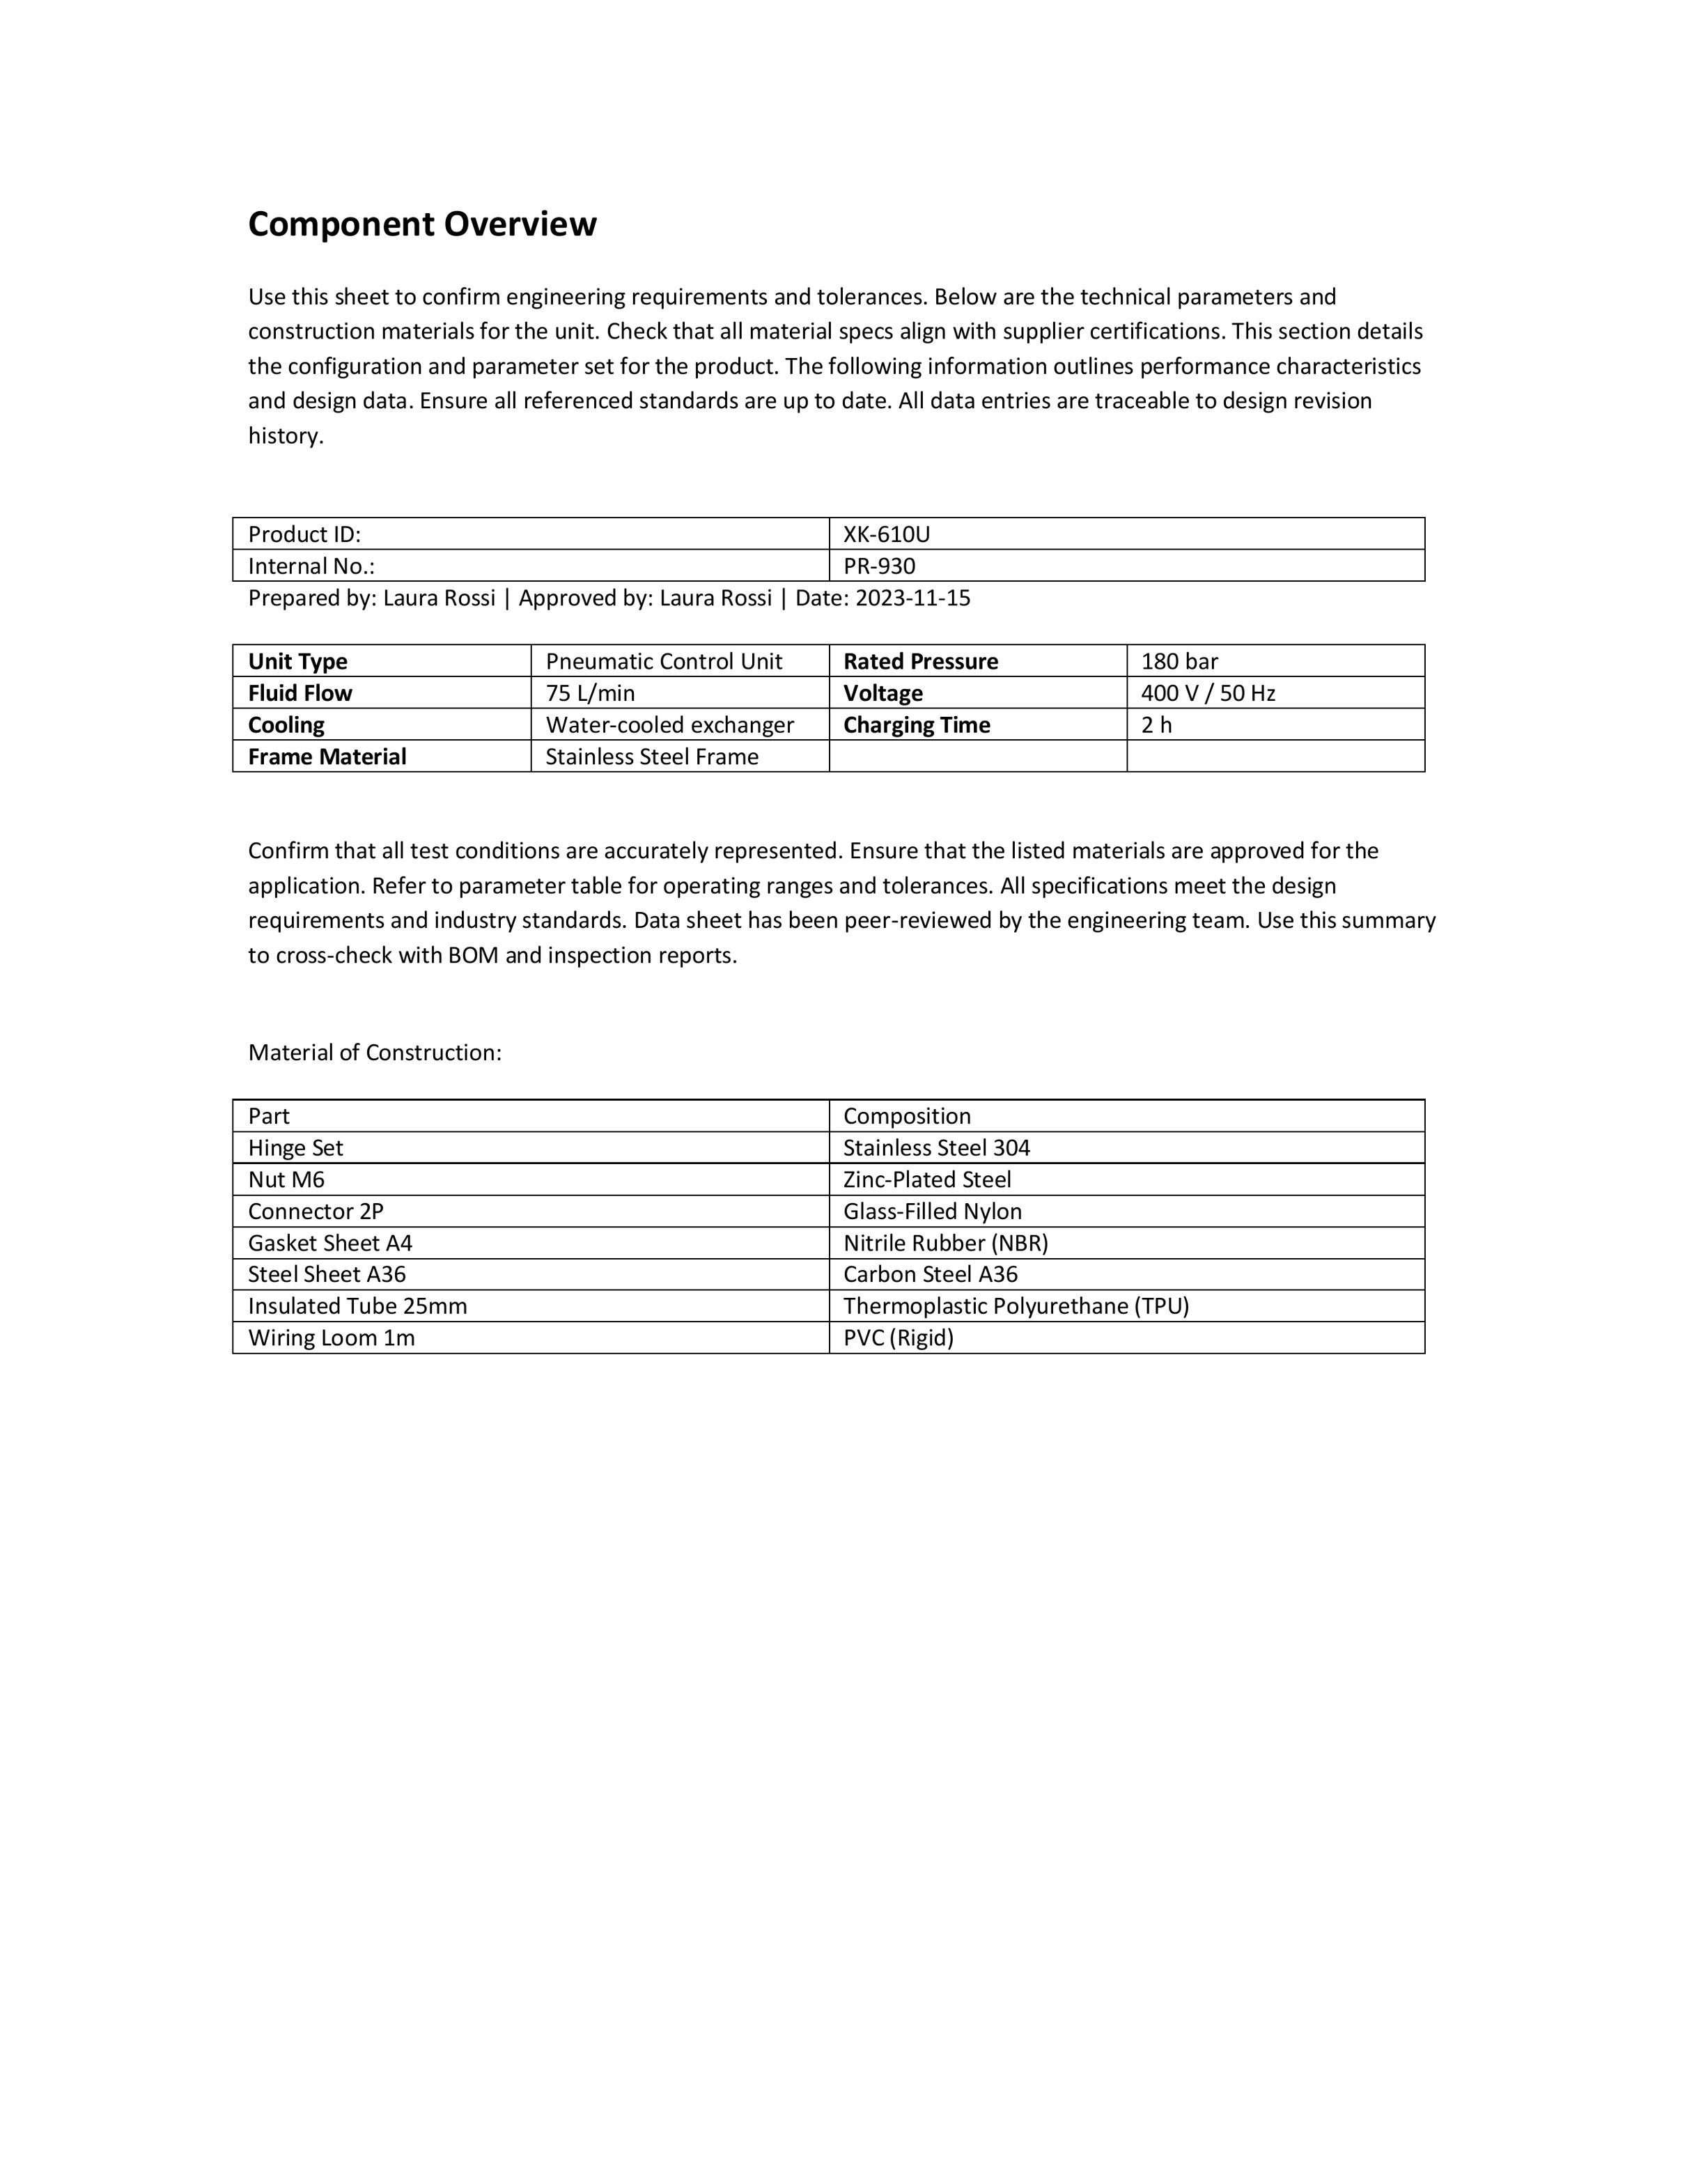 Component Overview
Use this sheet to confirm engineering requirements and tolerances. Below are the technical parameters and
construction materials for the unit. Check that all material specs align with supplier certifications. This section details
the configuration and parameter set for the product. The following information outlines performance characteristics
and design data. Ensure all referenced standards are up to date. All data entries are traceable to design revision
history.
Product ID: XK-610U
Internal No.: PR-930
Prepared by: Laura Rossi | Approved by: Laura Rossi | Date: 2023-11-15
Unit Type Pneumatic Control Unit Rated Pressure 180 bar
Fluid Flow 75 L/min Voltage 400 V / 50 Hz
Cooling Water-cooled exchanger Charging Time 2 h
Frame Material Stainless Steel Frame
Confirm that all test conditions are accurately represented. Ensure that the listed materials are approved for the
application. Refer to parameter table for operating ranges and tolerances. All specifications meet the design
requirements and industry standards. Data sheet has been peer-reviewed by the engineering team. Use this summary
to cross-check with BOM and inspection reports.
Material of Construction:
Part Composition
Hinge Set Stainless Steel 304
Nut M6 Zinc-Plated Steel
Connector 2P Glass-Filled Nylon
Gasket Sheet A4 Nitrile Rubber (NBR)
Steel Sheet A36 Carbon Steel A36
Insulated Tube 25mm Thermoplastic Polyurethane (TPU)
Wiring Loom 1m PVC (Rigid)